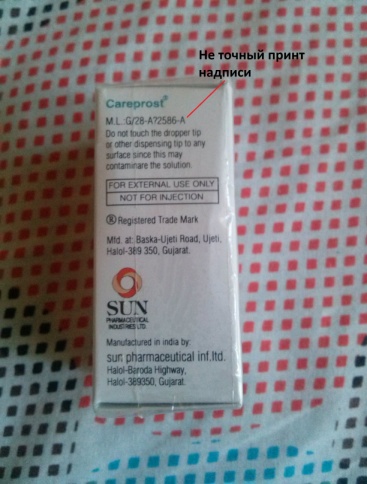 Не точный принт
надписи
Careprost®
M.L.:G/28-A?2586-A
Do not touch the dropper tip
or other dispensing tip to any
surface since this may
contaminare the solution.
FOR EXTERNAL USE ONLY
NOT FOR INJECTION
® Registered Trade Mark
Mfd. at: Baska-Ujeti Road, Ujeti,
Halol-389 350, Gujarat.
SUN
PHARMACEUTICAL
INDUSTRIES LTD.
Manufactured in india by:
sun pharmaceutical inf.ltd.
Halol-Baroda Highway,
Halol-389350, Gujarat.